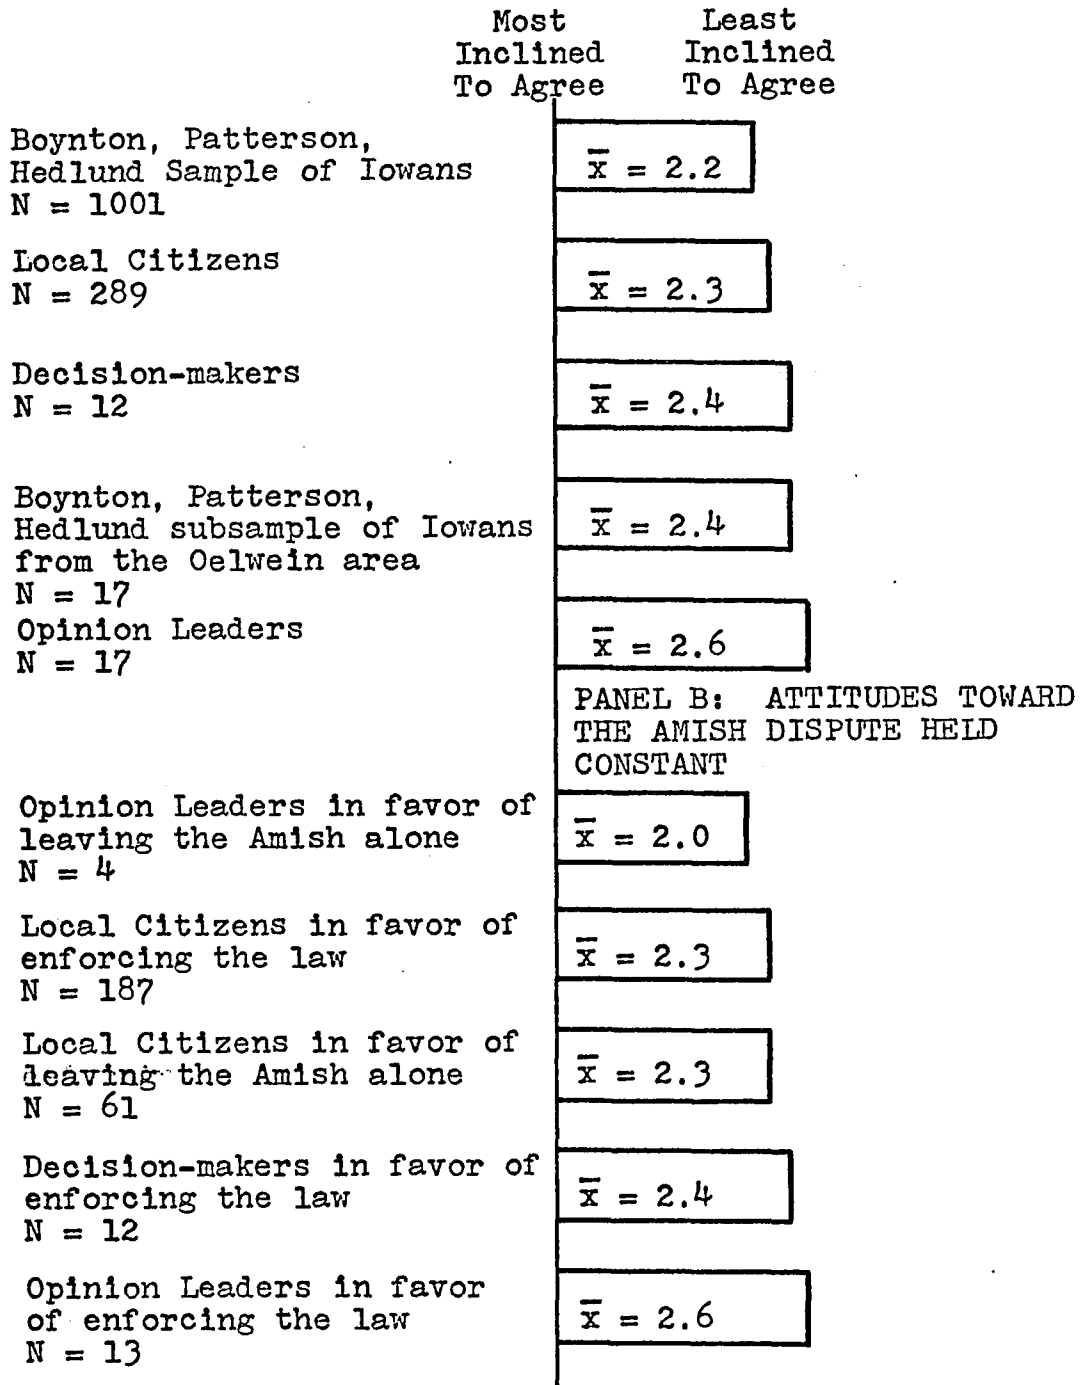 Most Least
Inclined Inclined
To Agree To Agree
Boynton, Patterson,
Hedlund Sample of Iowans
N = 1001
x̄ = 2.2
Local Citizens
N = 289
x̄ = 2.3
Decision-makers
N = 12
x̄ = 2.4
Boynton, Patterson,
Hedlund subsample of Iowans
from the Oelwein area
N = 17
x̄ = 2.4
Opinion Leaders
N = 17
x̄ = 2.6
PANEL B: ATTITUDES TOWARD
THE AMISH DISPUTE HELD
CONSTANT
Opinion Leaders in favor of
leaving the Amish alone
N = 4
x̄ = 2.0
Local Citizens in favor of
enforcing the law
N = 187
x̄ = 2.3
Local Citizens in favor of
leaving the Amish alone
N = 61
x̄ = 2.3
Decision-makers in favor of
enforcing the law
N = 12
x̄ = 2.4
Opinion Leaders in favor
of enforcing the law
N = 13
x̄ = 2.6